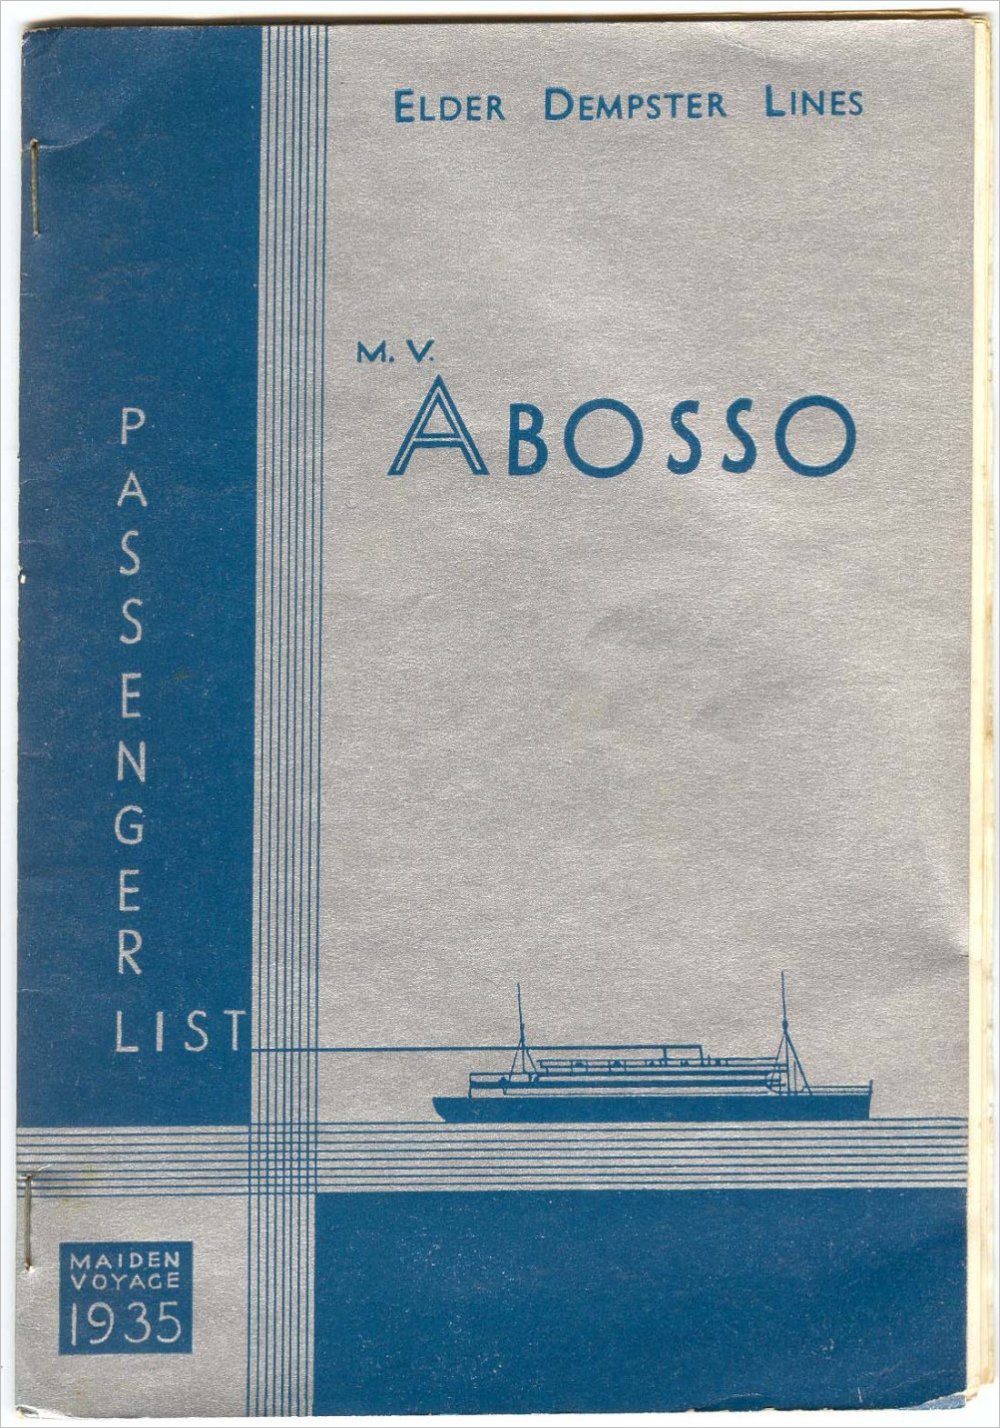 ELDER DEMPSTER LINES
M. V.
ABOSSO
PASSENGER
LIST
MAIDEN
VOYAGE
1935